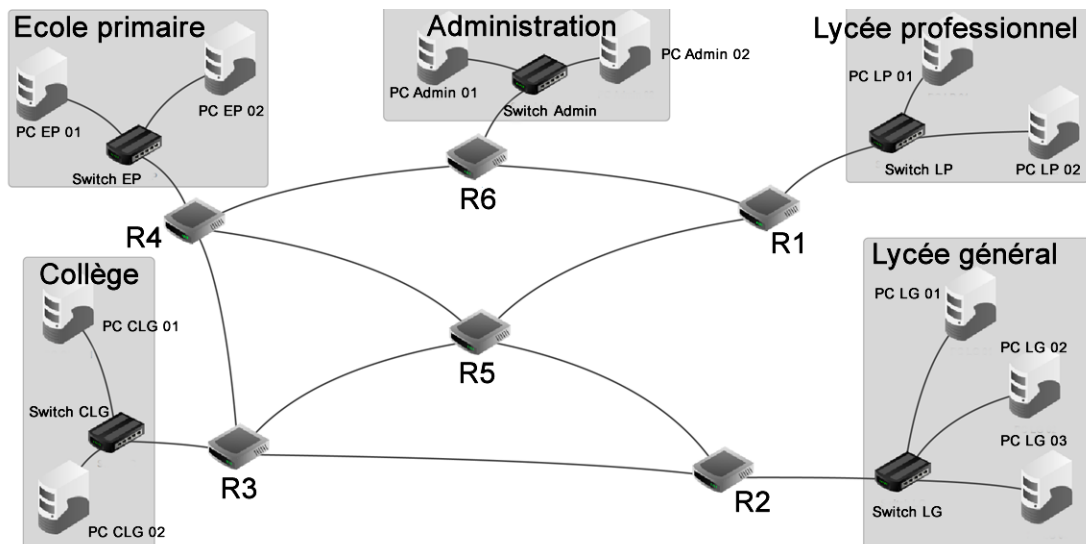 Ecole primaire
PC EP 01
PC EP 02
Switch EP
Administration
PC Admin 01
PC Admin 02
Switch Admin
Lycée professionnel
PC LP 01
PC LP 02
Switch LP
R6
R4
R1
R5
R3
R2
Collège
PC CLG 01
Switch CLG
PC CLG 02
Lycée général
PC LG 01
PC LG 02
PC LG 03
Switch LG